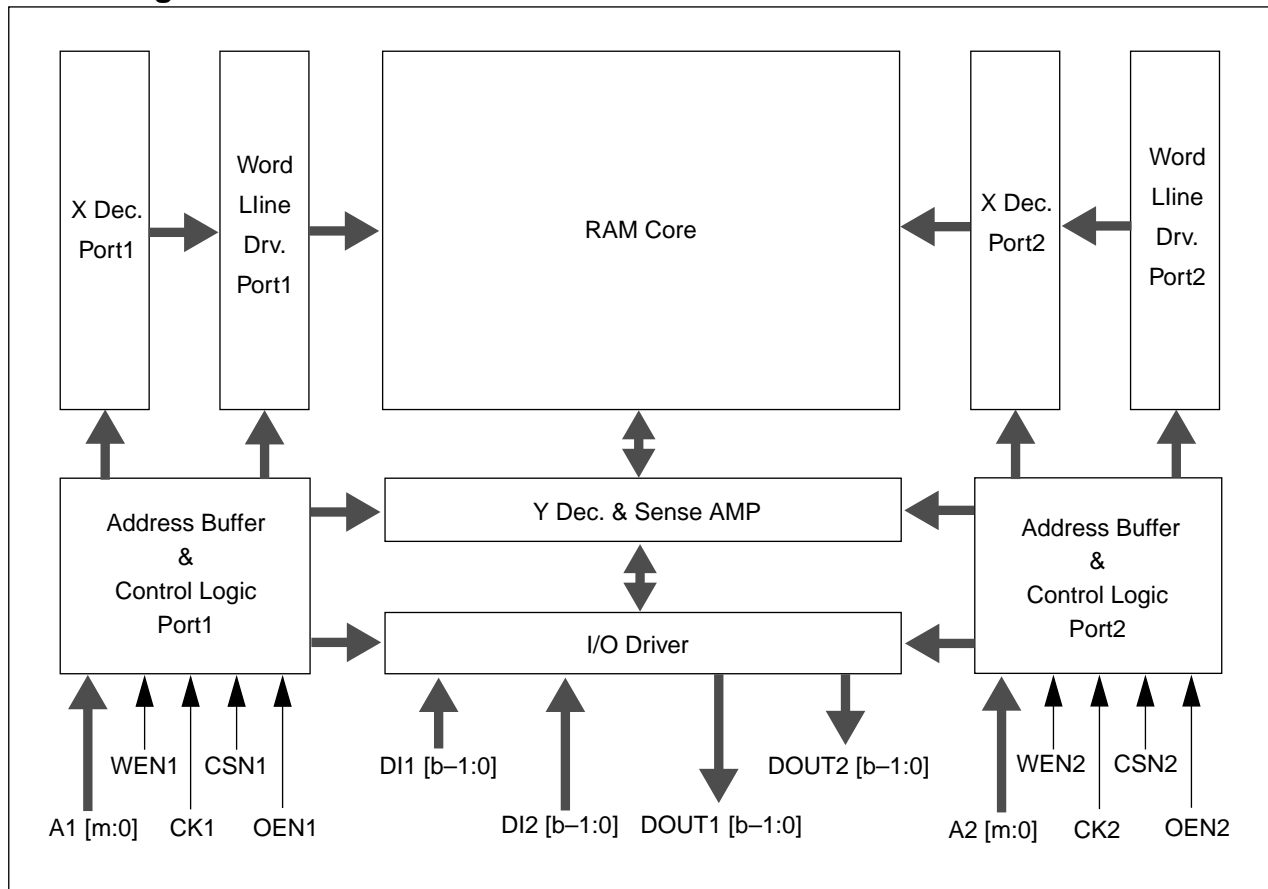 X Dec.
Port1
Word
LIine
Drv.
Port1
RAM Core
X Dec.
Port2
Word
LIine
Drv.
Port2
Address Buffer
&
Control Logic
Port1
Y Dec. & Sense AMP
I/O Driver
Address Buffer
&
Control Logic
Port2
WEN1 CSN1 DI1 [b–1:0] DOUT2 [b–1:0] WEN2 CSN2
A1 [m:0] CK1 OEN1 DI2 [b–1:0] DOUT1 [b–1:0] A2 [m:0] CK2 OEN2